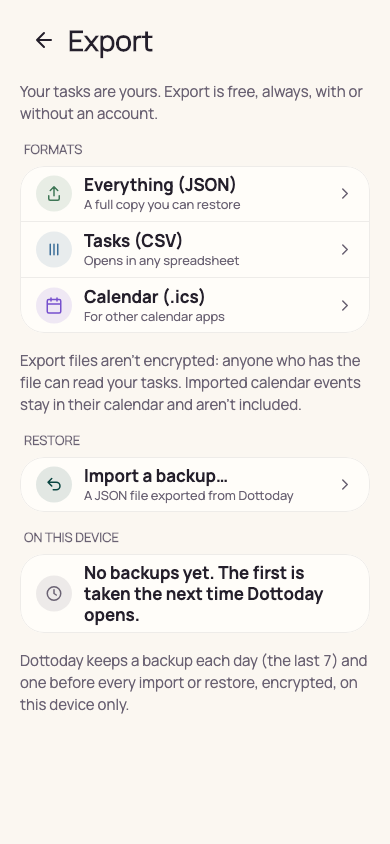 Export
Your tasks are yours. Export is free, always, with or
without an account.
FORMATS
Everything (JSON)
A full copy you can restore
Tasks (CSV)
Opens in any spreadsheet
Calendar (.ics)
For other calendar apps
Export files aren't encrypted: anyone who has the
file can read your tasks. Imported calendar events
stay in their calendar and aren't included.
RESTORE
Import a backup…
A JSON file exported from Dottoday
ON THIS DEVICE
No backups yet. The first is
taken the next time Dottoday
opens.
Dottoday keeps a backup each day (the last 7) and
one before every import or restore, encrypted, on
this device only.